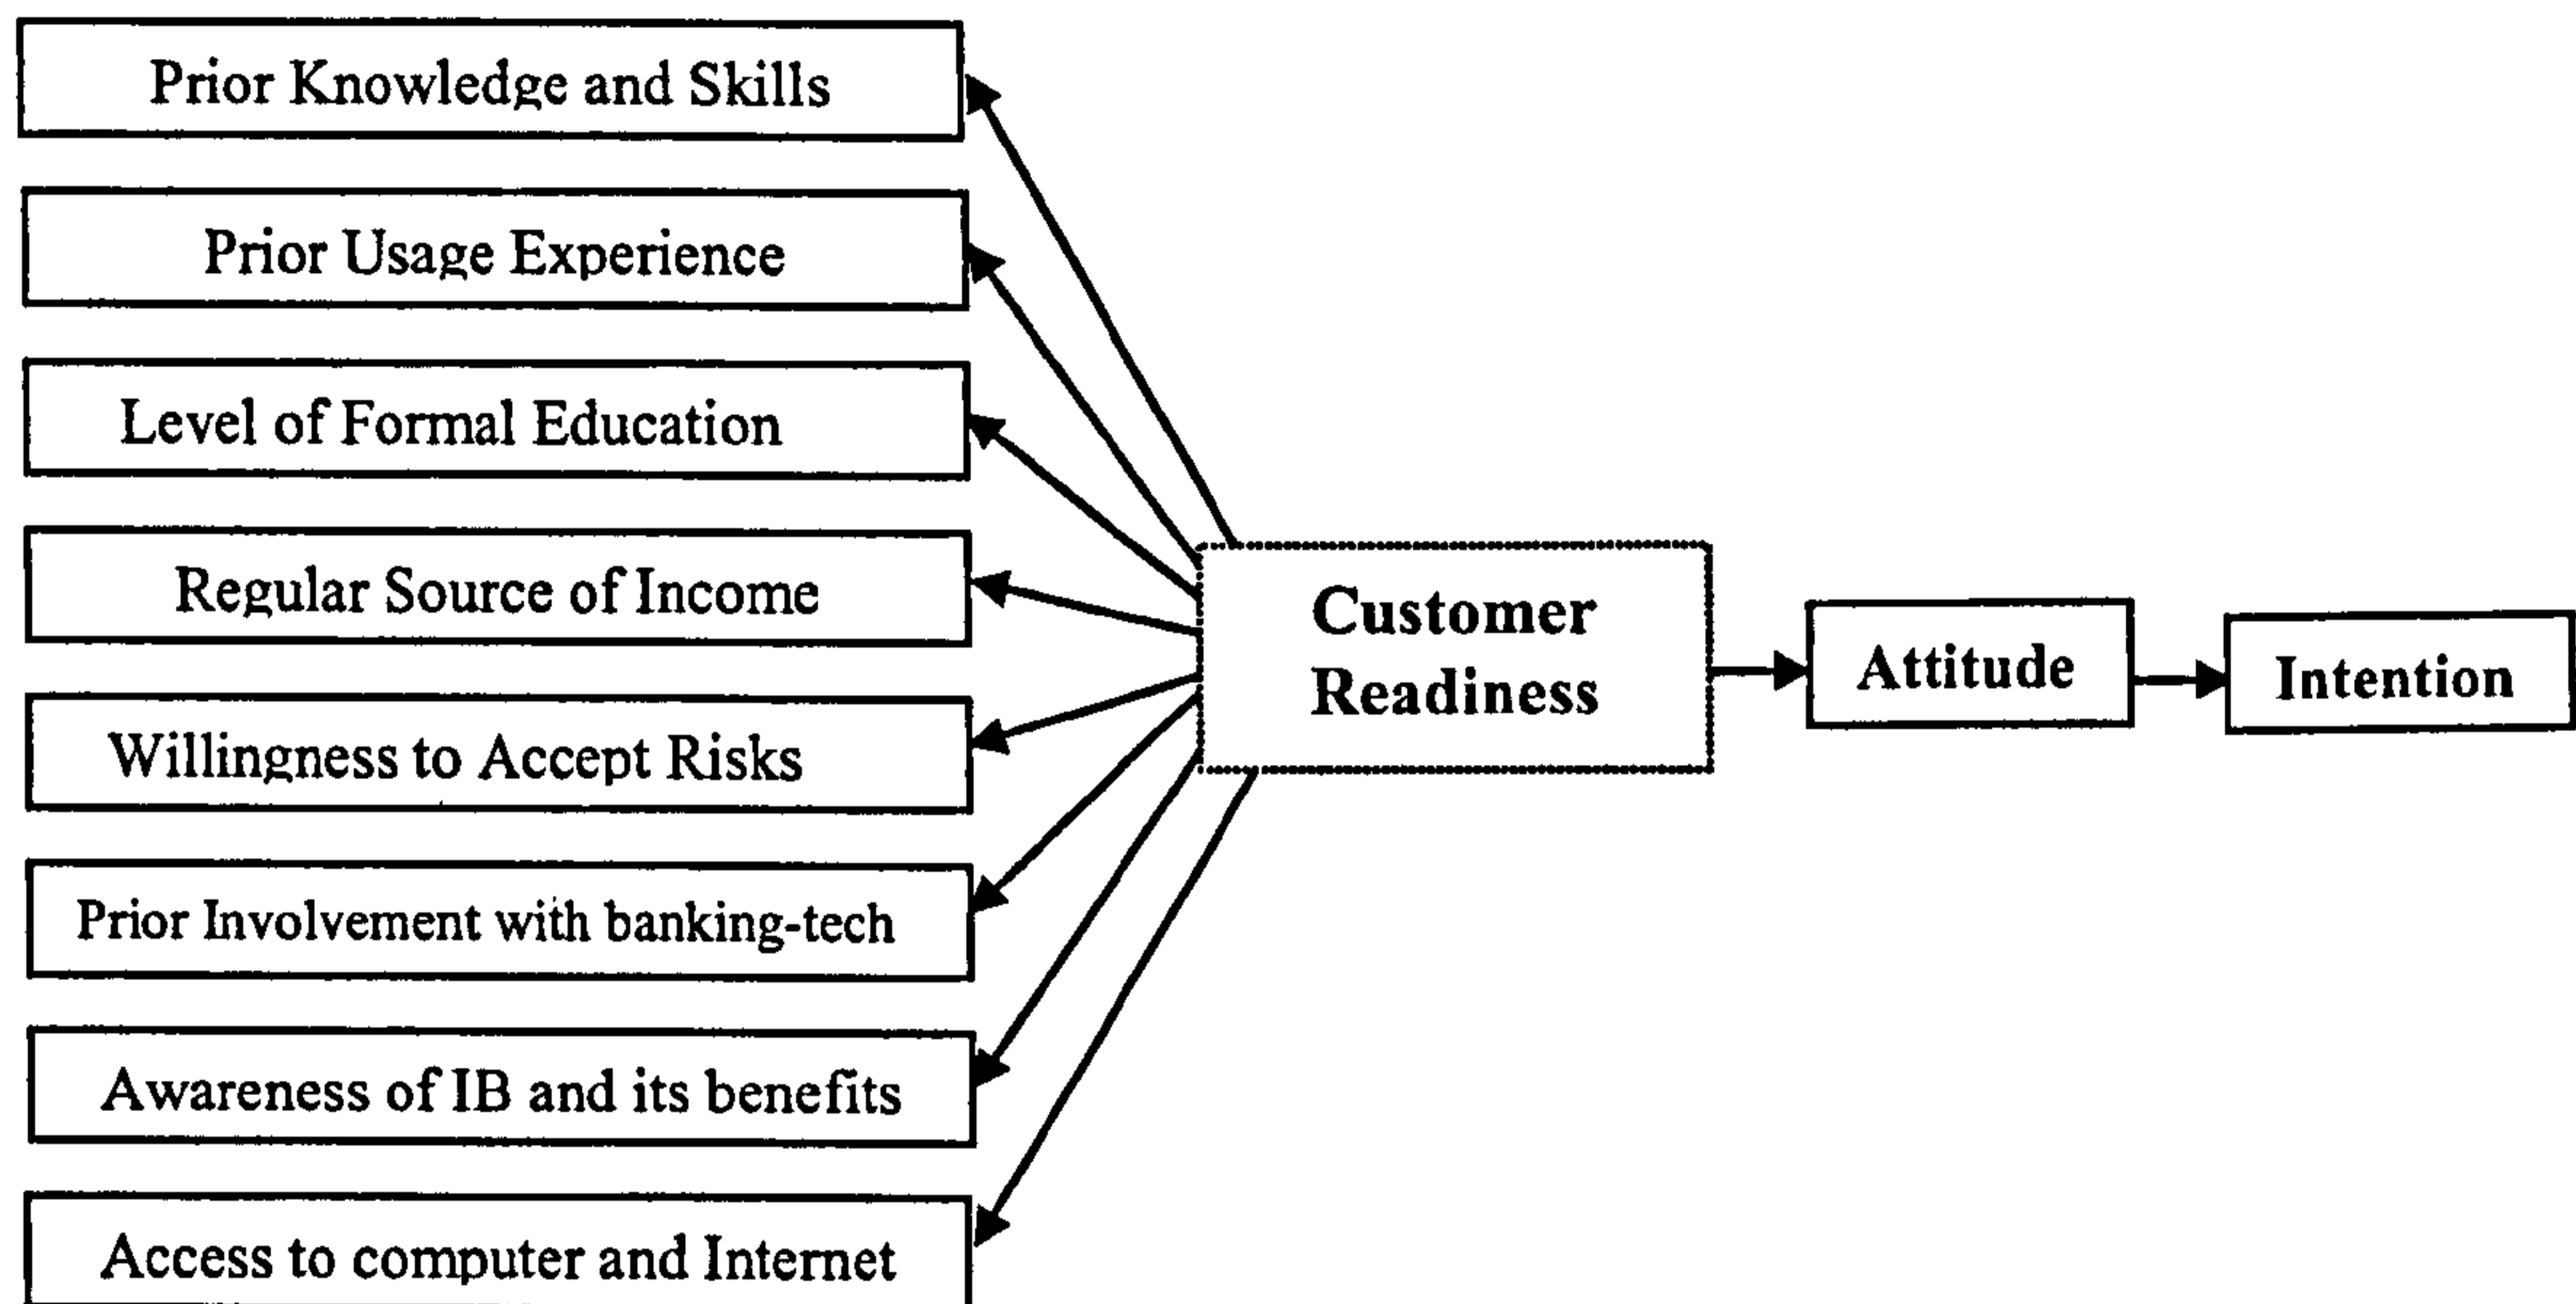 Prior Knowledge and Skills
Prior Usage Experience
Level of Formal Education
Regular Source of Income
Willingness to Accept Risks
Prior Involvement with banking-tech
Awareness of IB and its benefits
Access to computer and Internet
Customer
Readiness
Attitude
Intention